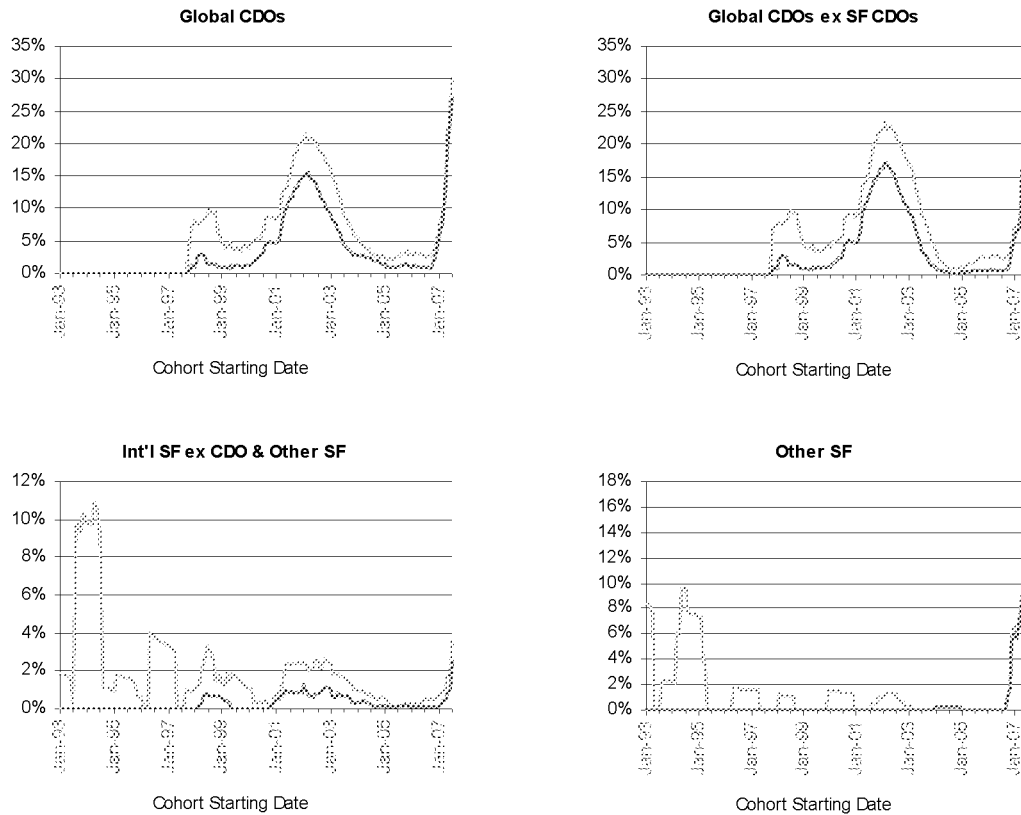 Global CDOs
35%
30%
25%
20%
15%
10%
5%
0%
Jan-93
Jan-95
Jan-97
Jan-99
Jan-01
Jan-03
Jan-05
Jan-07
Cohort Starting Date
Global CDOs ex SF CDOs
35%
30%
25%
20%
15%
10%
5%
0%
Jan-93
Jan-95
Jan-97
Jan-99
Jan-01
Jan-03
Jan-05
Jan-07
Cohort Starting Date
Int'l SF ex CDO & Other SF
12%
10%
8%
6%
4%
2%
0%
Jan-93
Jan-95
Jan-97
Jan-99
Jan-01
Jan-03
Jan-05
Jan-07
Cohort Starting Date
Other SF
18%
16%
14%
12%
10%
8%
6%
4%
2%
0%
Jan-93
Jan-95
Jan-97
Jan-99
Jan-01
Jan-03
Jan-05
Jan-07
Cohort Starting Date